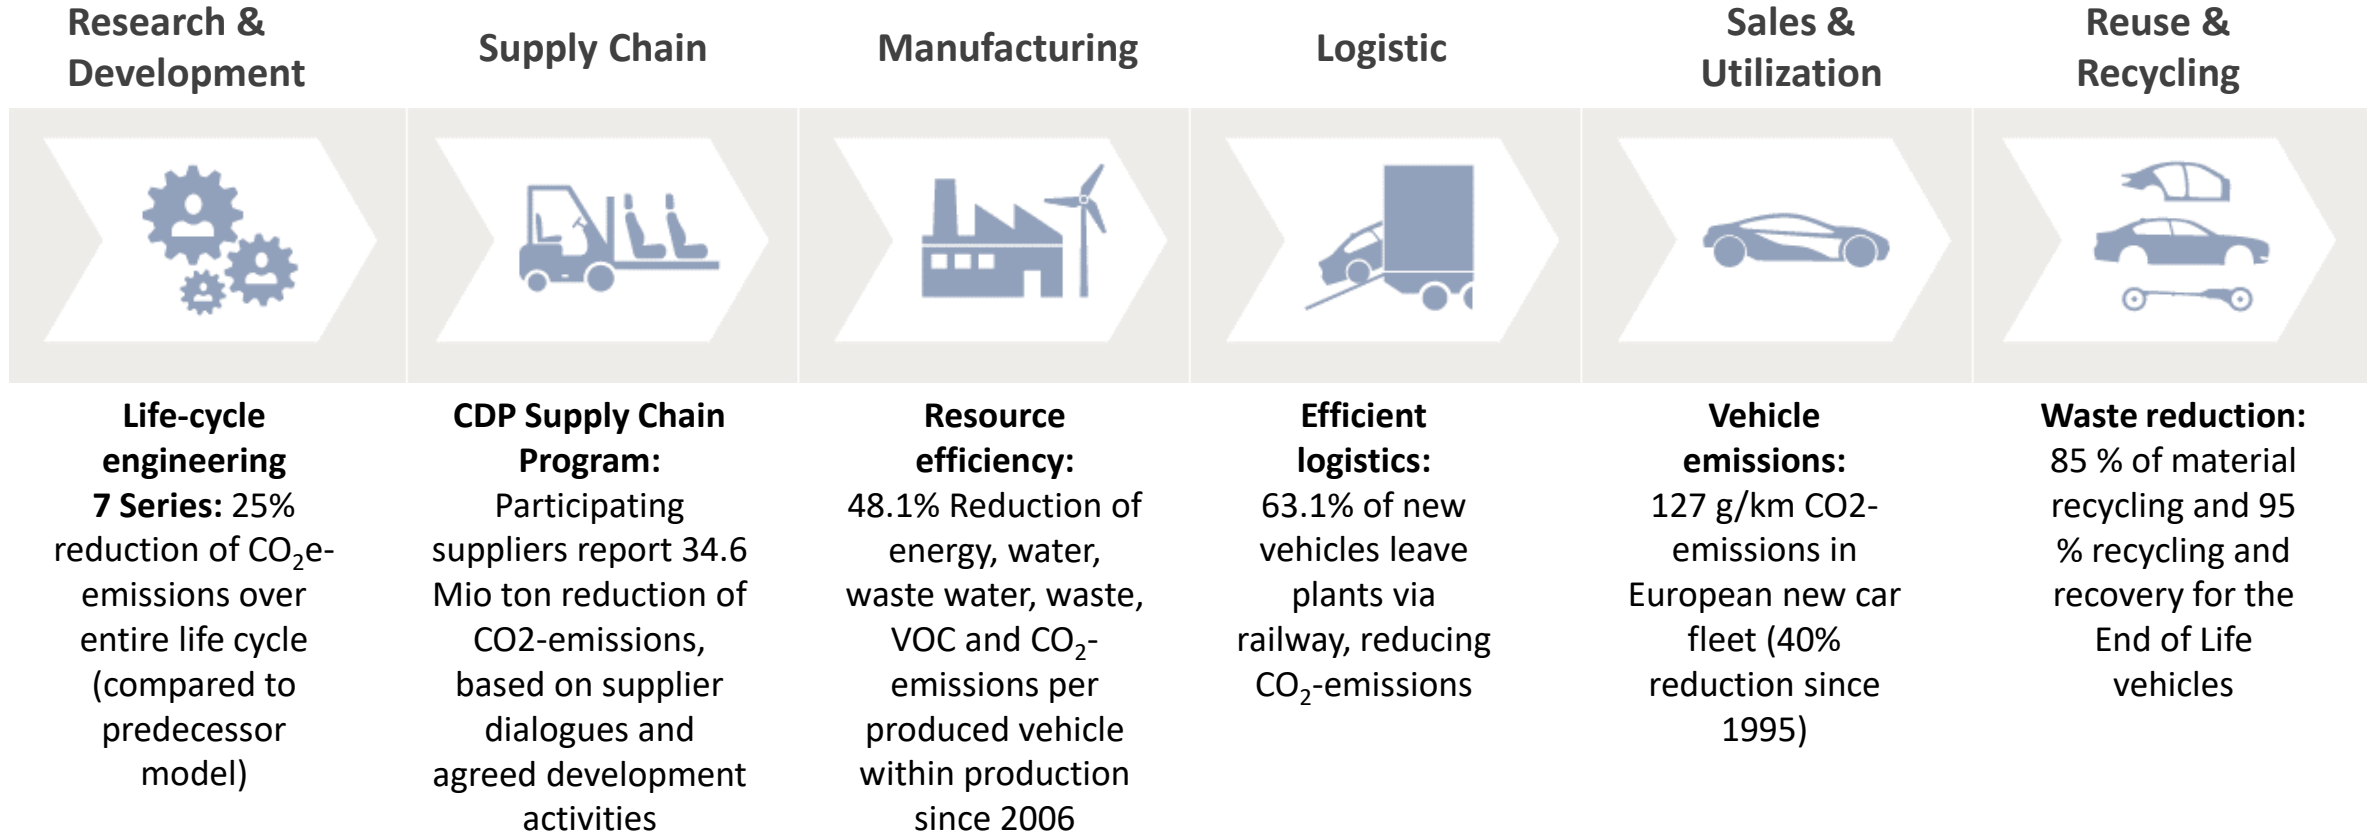 Research &
Development
Supply Chain
Manufacturing
Logistic
Sales &
Utilization
Reuse &
Recycling
Life-cycle
engineering
7 Series: 25%
reduction of CO₂e-
emissions over
entire life cycle
(compared to
predecessor
model)
CDP Supply Chain
Program:
Participating
suppliers report 34.6
Mio ton reduction of
CO2-emissions,
based on supplier
dialogues and
agreed development
activities
Resource
efficiency:
48.1% Reduction of
energy, water,
waste water, waste,
VOC and CO₂-
emissions per
produced vehicle
within production
since 2006
Efficient
logistics:
63.1% of new
vehicles leave
plants via
railway, reducing
CO₂-emissions
Vehicle
emissions:
127 g/km CO2-
emissions in
European new car
fleet (40%
reduction since
1995)
Waste reduction:
85 % of material
recycling and 95
% recycling and
recovery for the
End of Life
vehicles